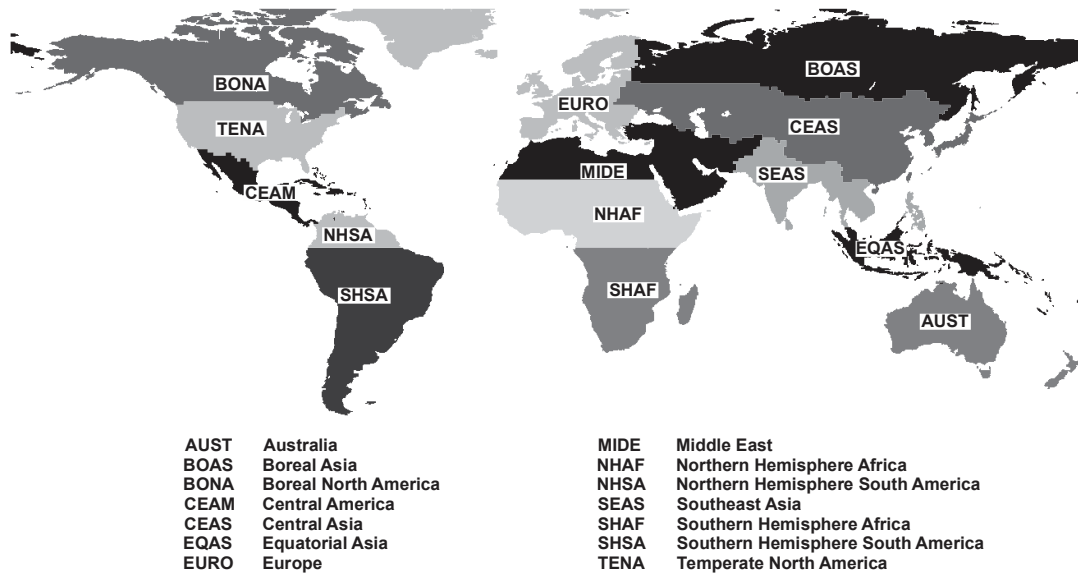 BOAS
BONA
EURO
TENA
CEAS
MIDE
SEAS
CEAM
NHAF
NHSA
EQAS
SHSA
SHAF
AUST
AUST Australia
BOAS Boreal Asia
BONA Boreal North America
CEAM Central America
CEAS Central Asia
EQAS Equatorial Asia
EURO Europe
MIDE Middle East
NHAF Northern Hemisphere Africa
NHSA Northern Hemisphere South America
SEAS Southeast Asia
SHAF Southern Hemisphere Africa
SHSA Southern Hemisphere South America
TENA Temperate North America